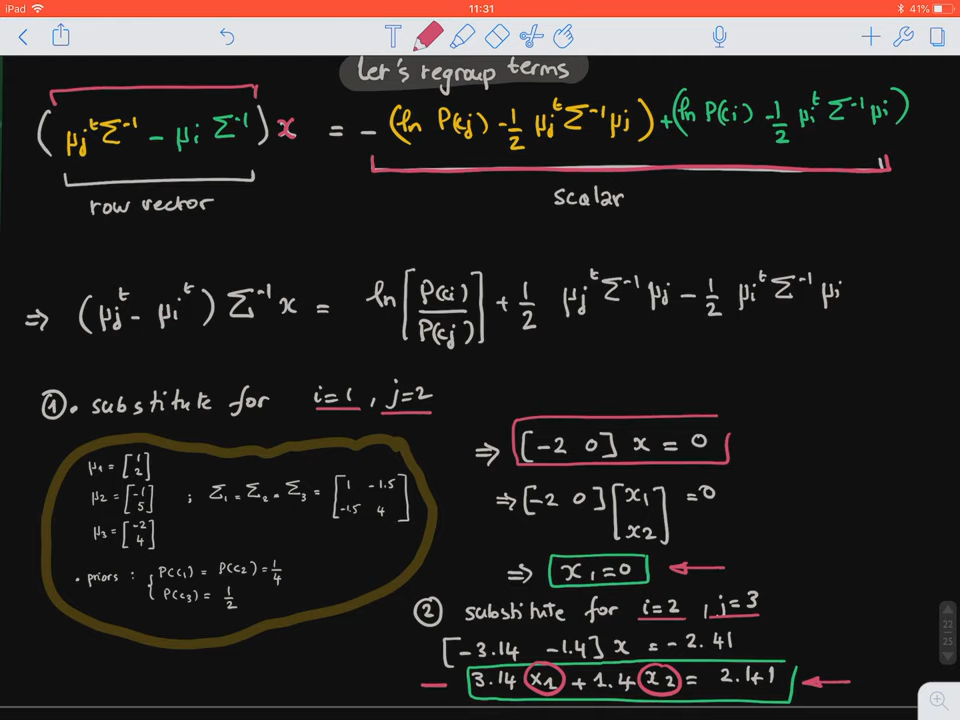 iPad 11:31 41%
Let's regroup terms
(μj^t Σ^-1 - μi Σ^-1) x = -(ln P(cj) - 1/2 μj^t Σ^-1 μj) + (ln P(ci) - 1/2 μi^t Σ^-1 μi)
row vector
scalar
⇒ (μj^t - μi^t) Σ^-1 x = ln [P(ci)/P(cj)] + 1/2 μj^t Σ^-1 μj - 1/2 μi^t Σ^-1 μi
①. substitute for i=1, j=2
μ1 = [1 2]
μ2 = [-1 5] ; Σ1 = Σ2 = Σ3 = [1 -1.5 -1.5 4]
μ3 = [-2 4]
• priors : { P(c1) = P(c2) = 1/4
P(c3) = 1/2
⇒ [-2 0] x = 0
⇒ [-2 0] [x1 x2] = 0
⇒ x1 = 0
② substitute for i=2, j=3
[-3.14 -1.4] x = -2.41
3.14 x1 + 1.4 x2 = 2.41
22
25